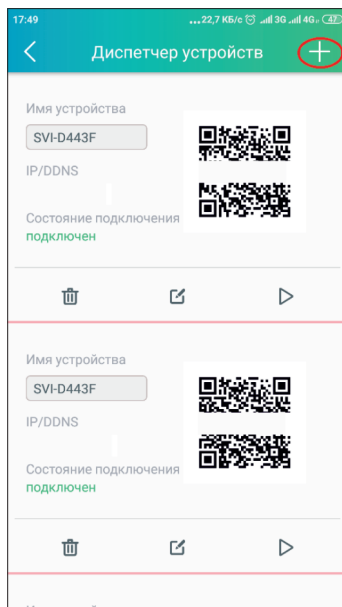 17:49 ...22,7 КБ/с 3G 4G 42
Диспетчер устройств
Имя устройства
SVI-D443F
IP/DDNS
Состояние подключения
подключен
Имя устройства
SVI-D443F
IP/DDNS
Состояние подключения
подключен